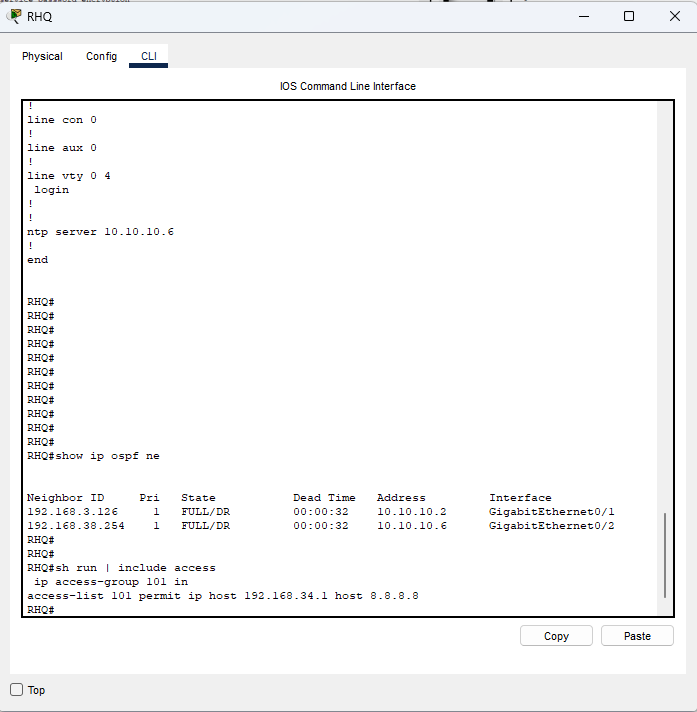 RHQ
Physical Config CLI
IOS Command Line Interface
!
line con 0
!
line aux 0
!
line vty 0 4
login
!
!
ntp server 10.10.10.6
!
end
RHQ#
RHQ#
RHQ#
RHQ#
RHQ#
RHQ#
RHQ#
RHQ#
RHQ#
RHQ#
RHQ#
RHQ#show ip ospf ne
Neighbor ID Pri State Dead Time Address Interface
192.168.3.126 1 FULL/DR 00:00:32 10.10.10.2 GigabitEthernet0/1
192.168.38.254 1 FULL/DR 00:00:32 10.10.10.6 GigabitEthernet0/2
RHQ#
RHQ#
RHQ#sh run | include access
ip access-group 101 in
access-list 101 permit ip host 192.168.34.1 host 8.8.8.8
RHQ#
Copy Paste
Top